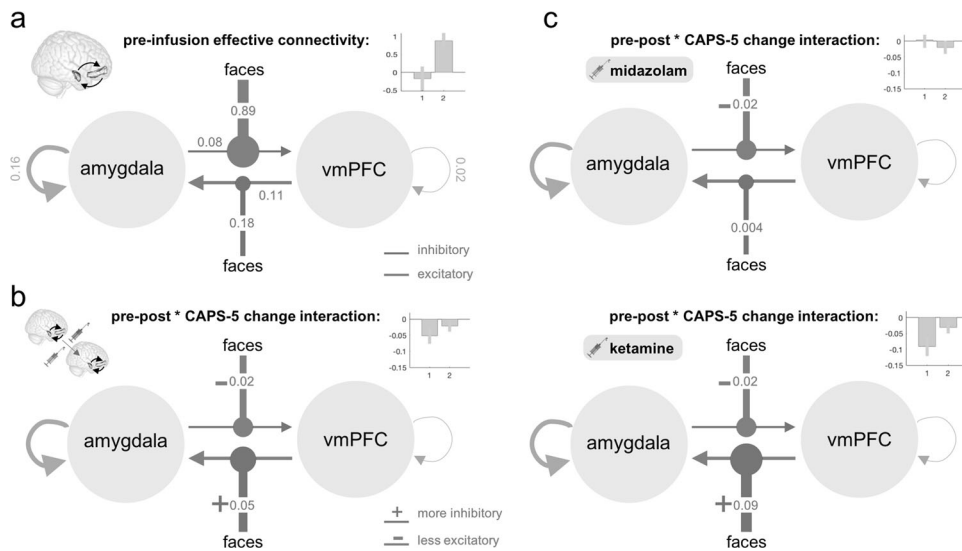 a
pre-infusion effective connectivity:
1
0.5
0
-0.5
1 2
faces
0.89
0.08
0.16
amygdala
vmPFC
0.02
0.11
0.18
faces
inhibitory
excitatory
b
pre-post * CAPS-5 change interaction:
0
-0.05
-0.1
-0.15
1 2
faces
- 0.02
amygdala
vmPFC
+ 0.05
faces
+ more inhibitory
- less excitatory
c
pre-post * CAPS-5 change interaction:
midazolam
0
-0.05
-0.1
-0.15
1 2
faces
- 0.02
amygdala
vmPFC
0.004
faces
pre-post * CAPS-5 change interaction:
ketamine
0
-0.05
-0.1
-0.15
1 2
faces
- 0.02
amygdala
vmPFC
+ 0.09
faces